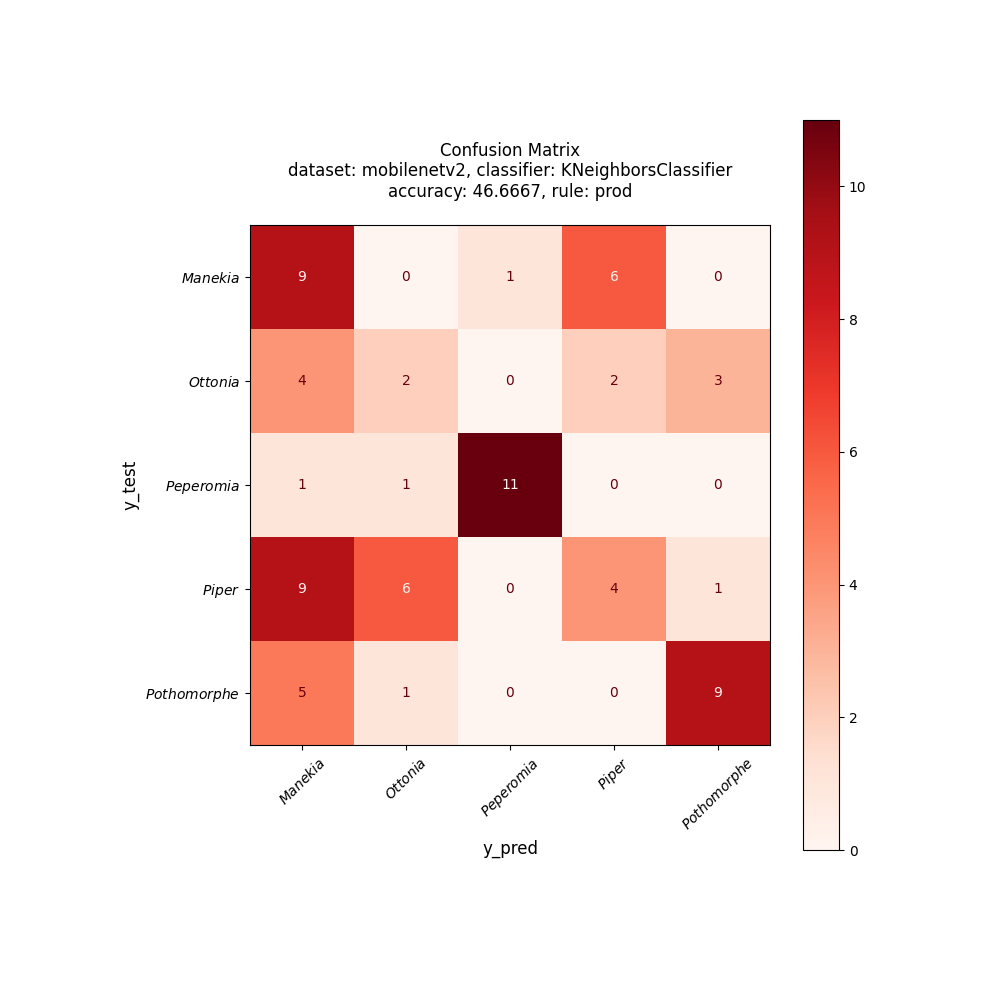 Confusion Matrix
dataset: mobilenetv2, classifier: KNeighborsClassifier
accuracy: 46.6667, rule: prod
Manekia 9 0 1 6 0
Ottonia 4 2 0 2 3
Peperomia 1 1 11 0 0
Piper 9 6 0 4 1
Pothomorphe 5 1 0 0 9
Manekia Ottonia Peperomia Piper Pothomorphe
y_test
y_pred
10
8
6
4
2
0